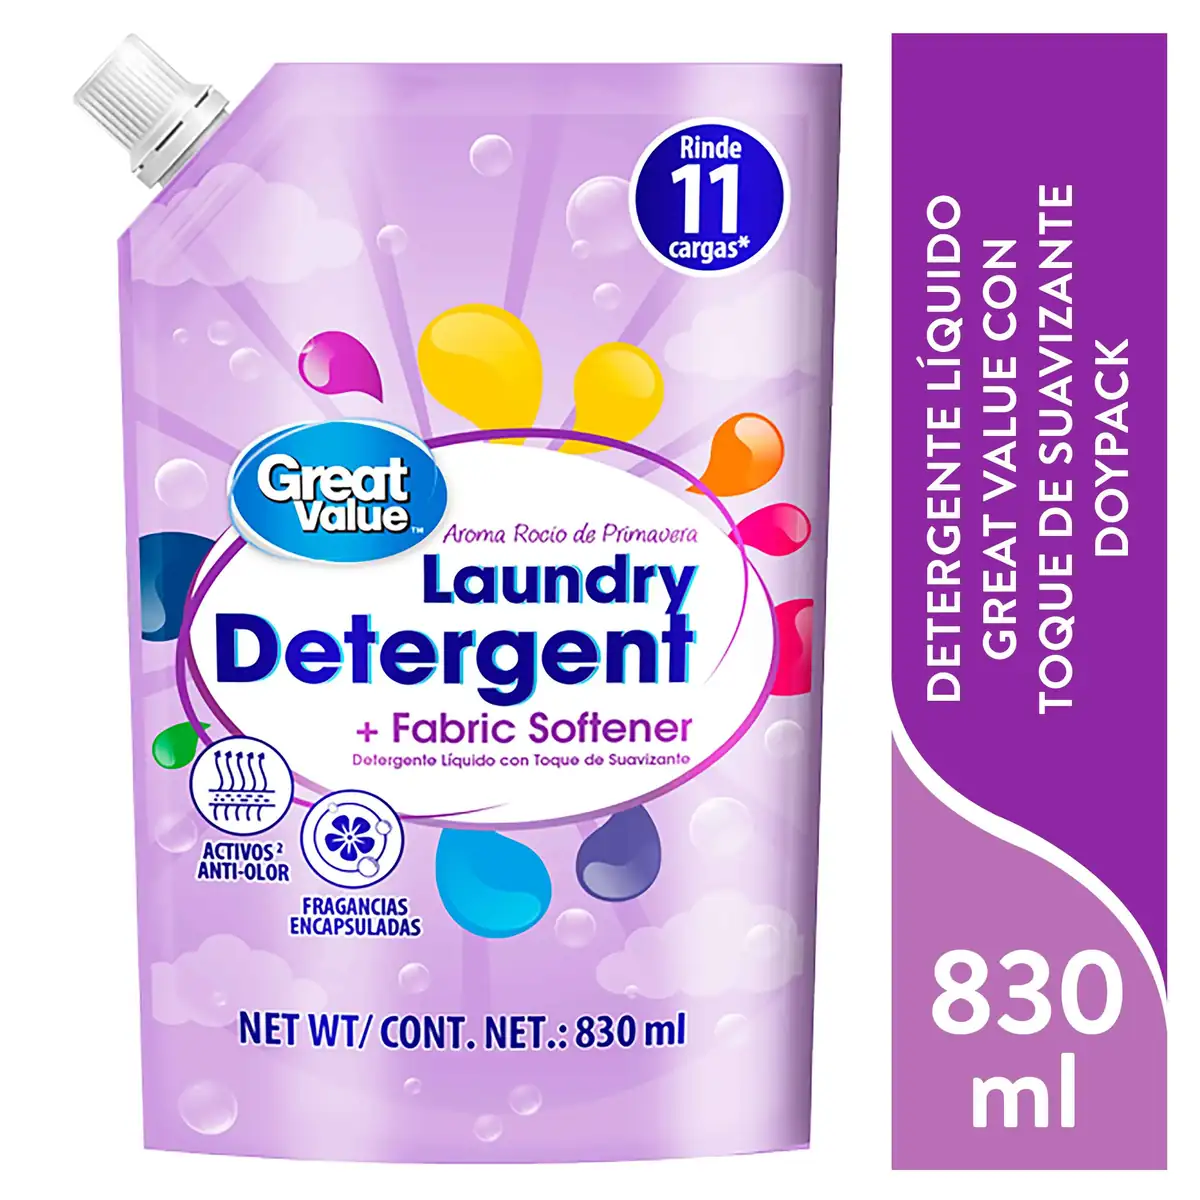 Rinde
11
cargas*
Great
Value™
Aroma Rocio de Primavera
Laundry
Detergent
+ Fabric Softener
Detergente Líquido con Toque de Suavizante
ACTIVOS²
ANTI-OLOR
FRAGANCIAS
ENCAPSULADAS
NET WT/ CONT. NET.: 830 ml
DETERGENTE LÍQUIDO
GREAT VALUE CON
TOQUE DE SUAVIZANTE
DOYPACK
830
ml